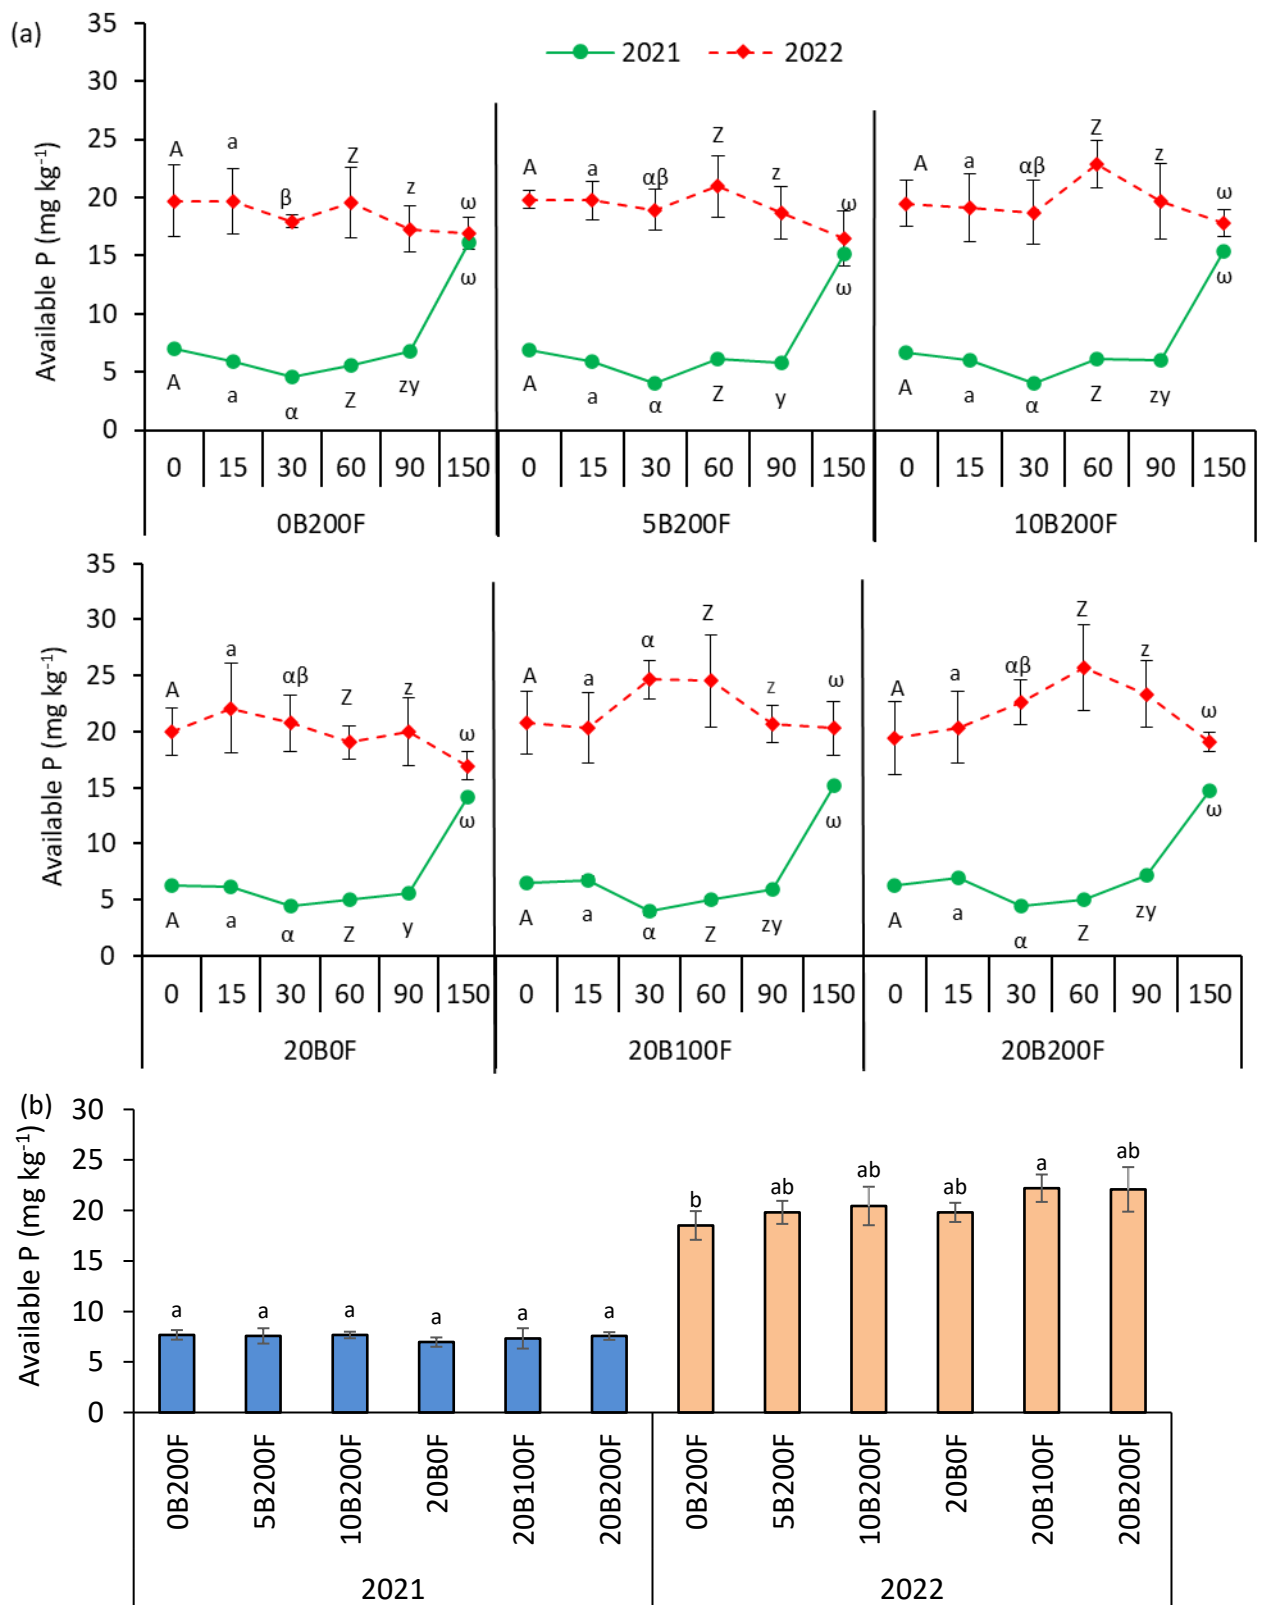 (a)
35
2021 2022
30
25
20
15
10
5
0
Available P (mg kg-1)
A a β Z z ω
A a α Z zy ω
A a αβ Z z ω
A a α Z y ω
A a αβ Z z ω
A a α Z zy ω
0 15 30 60 90 150 0 15 30 60 90 150 0 15 30 60 90 150
0B200F 5B200F 10B200F
35
30
25
20
15
10
5
0
Available P (mg kg-1)
A a αβ Z z ω
A a α Z y ω
A a α Z z ω
A a α Z zy ω
A a αβ Z z ω
A a α Z zy ω
0 15 30 60 90 150 0 15 30 60 90 150 0 15 30 60 90 150
20B0F 20B100F 20B200F
(b)
30
25
20
15
10
5
0
Available P (mg kg-1)
a a a a a a b ab ab ab a ab
0B200F 5B200F 10B200F 20B0F 20B100F 20B200F 0B200F 5B200F 10B200F 20B0F 20B100F 20B200F
2021 2022